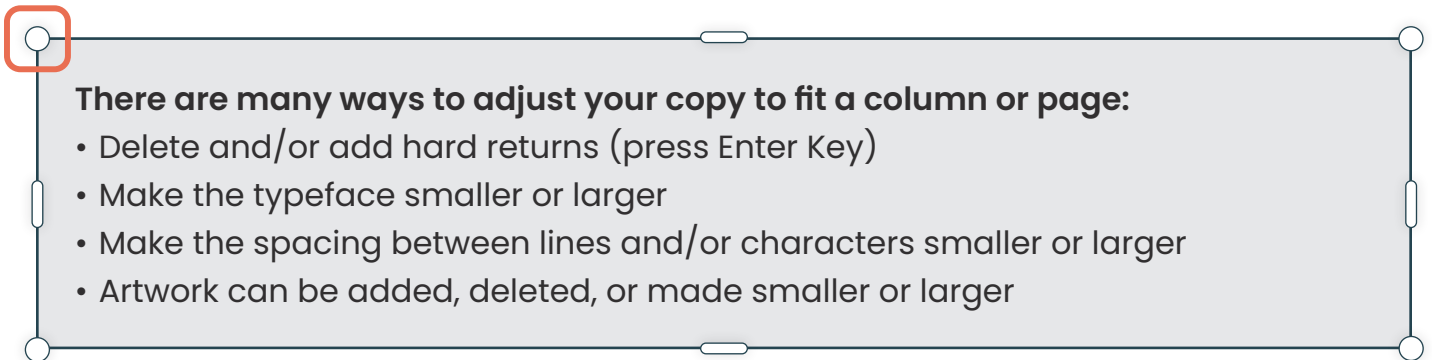 There are many ways to adjust your copy to fit a column or page:
• Delete and/or add hard returns (press Enter Key)
• Make the typeface smaller or larger
• Make the spacing between lines and/or characters smaller or larger
• Artwork can be added, deleted, or made smaller or larger